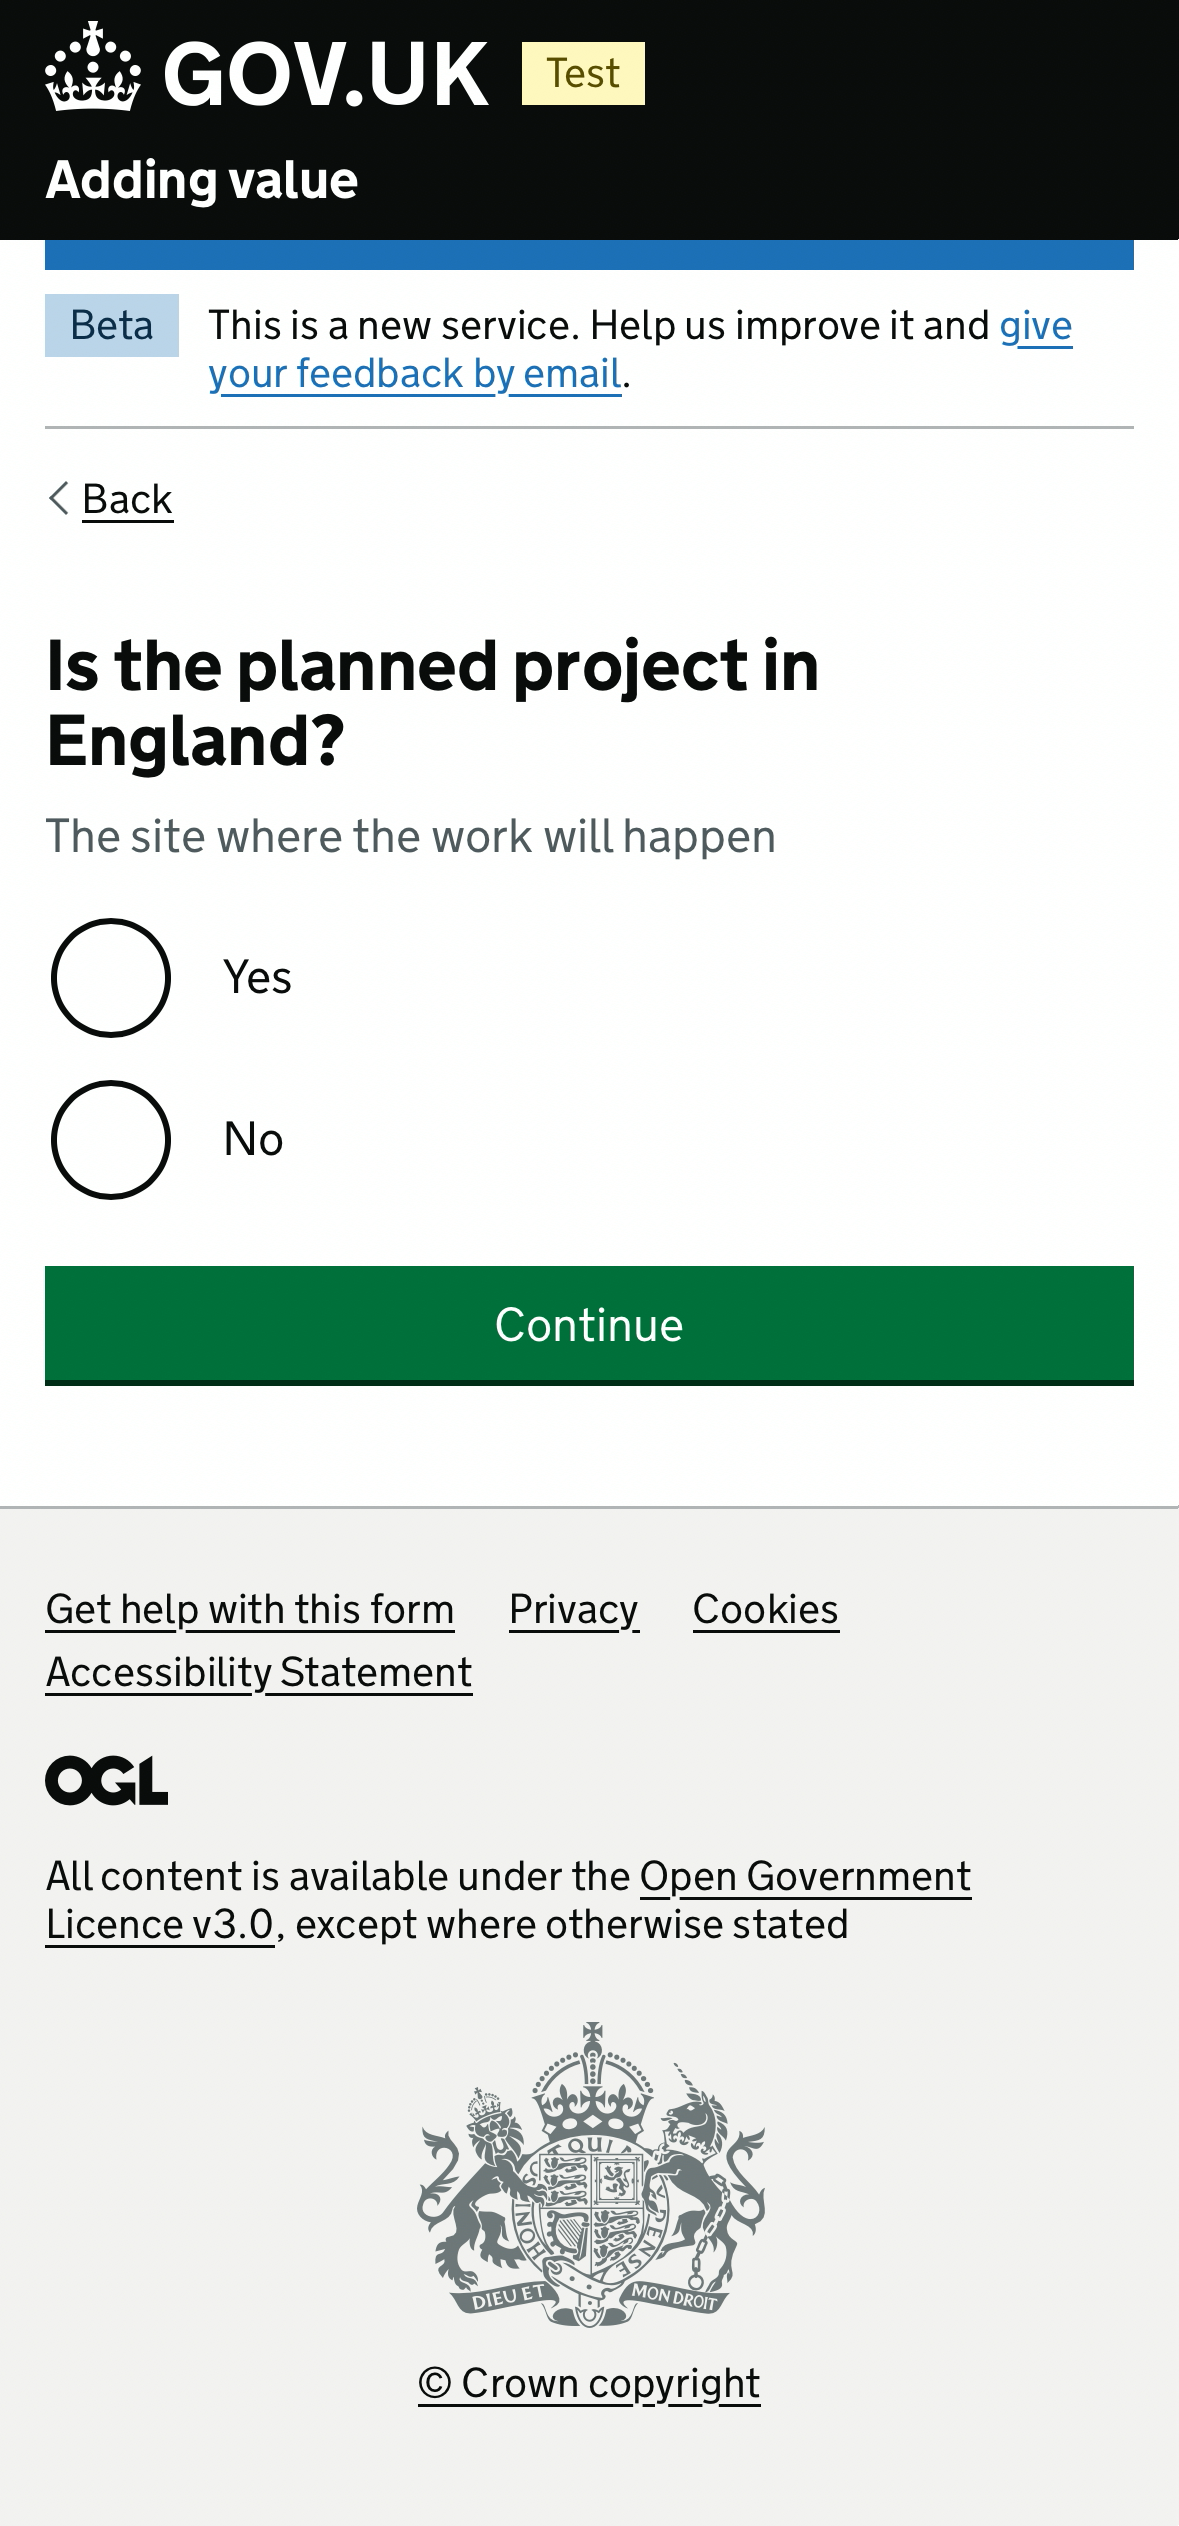 GOV.UK Test
Adding value
Beta This is a new service. Help us improve it and give
your feedback by email.
Back
Is the planned project in
England?
The site where the work will happen
Yes
No
Continue
Get help with this form Privacy Cookies
Accessibility Statement
OGL
All content is available under the Open Government
Licence v3.0, except where otherwise stated
DIEU ET MON DROIT
© Crown copyright